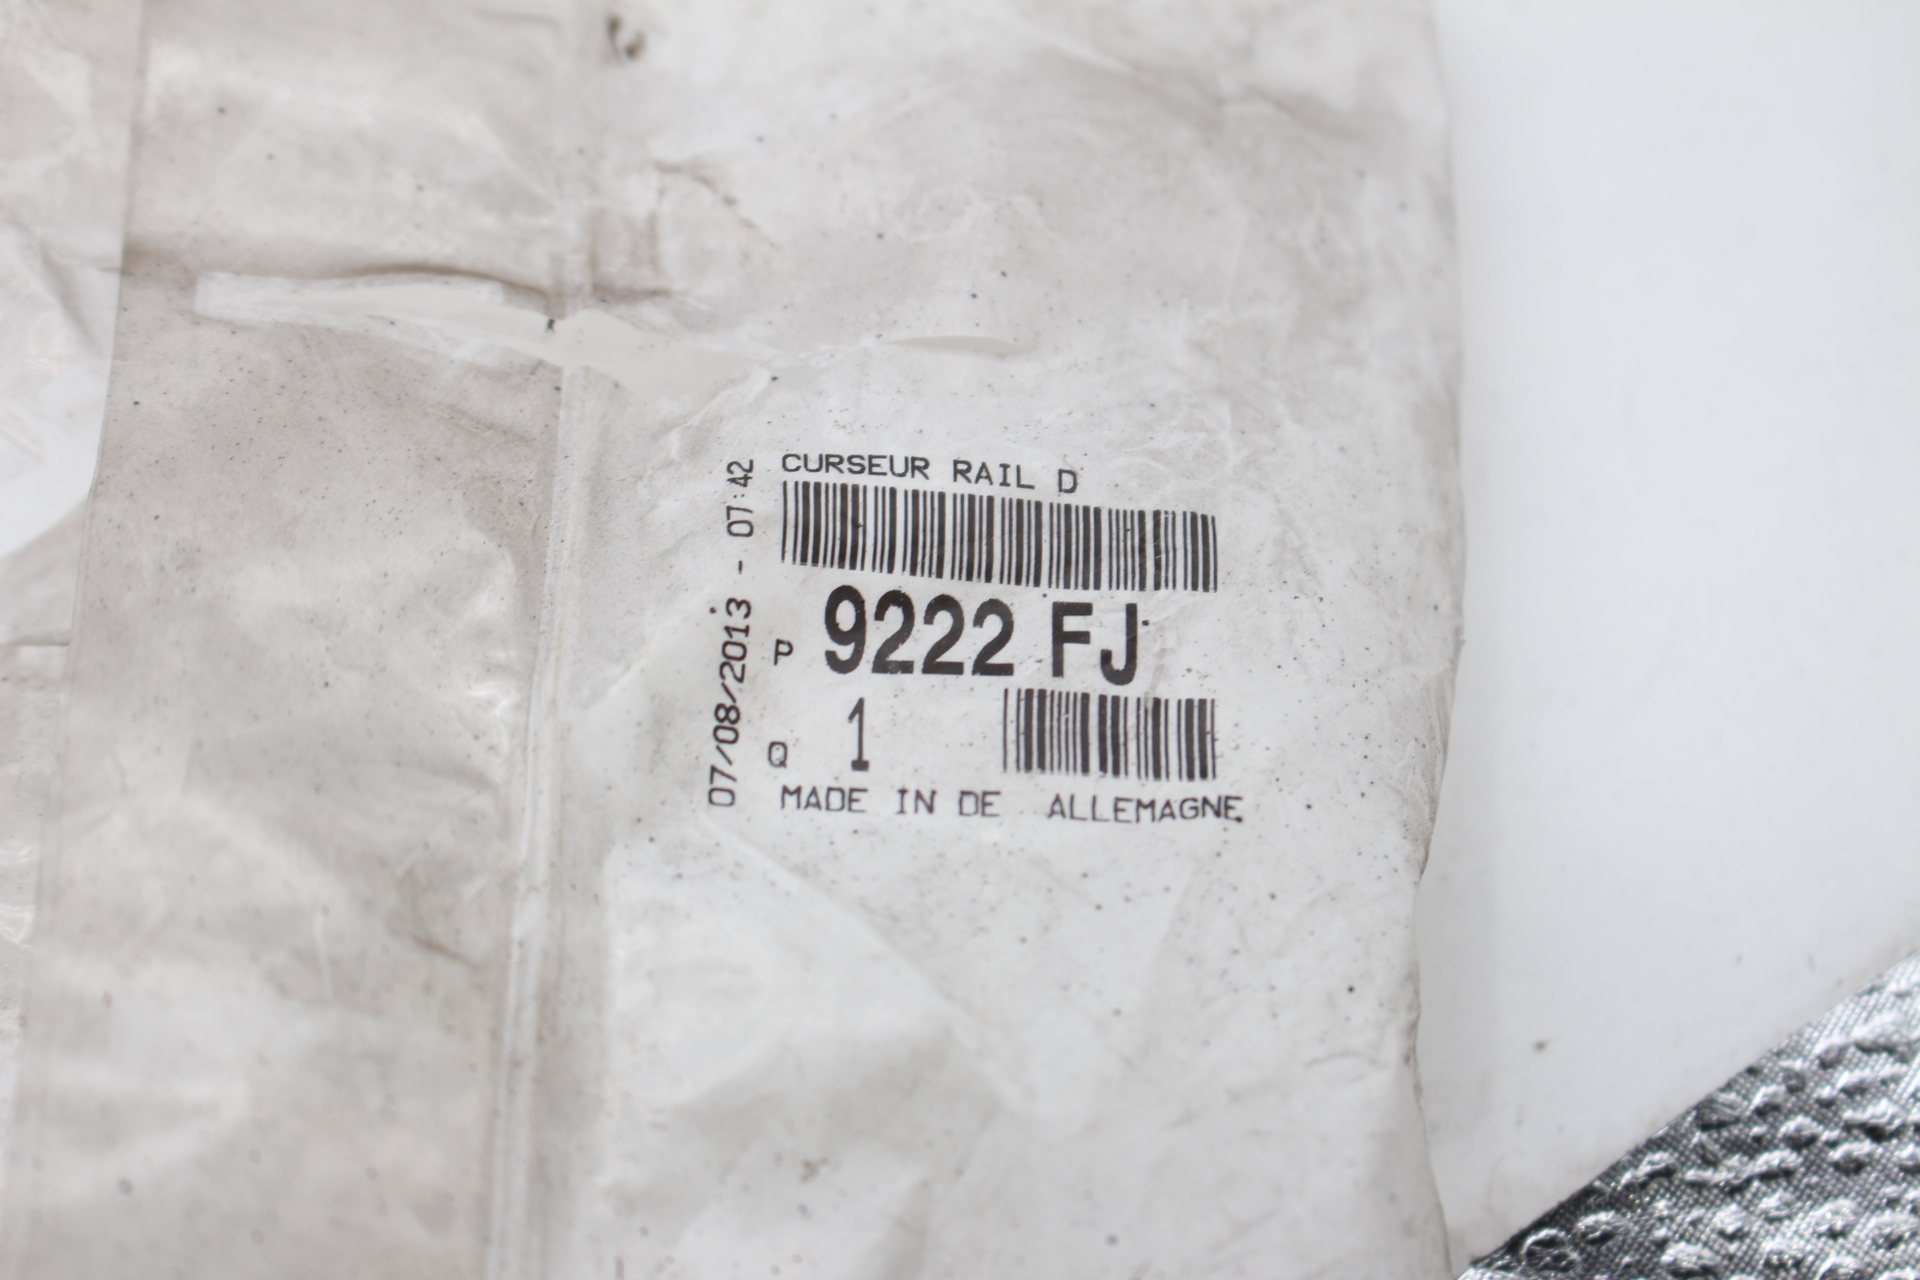 CURSEUR RAIL D
07/08/2013 - 07:42
P 9222 FJ
Q 1
MADE IN DE ALLEMAGNE